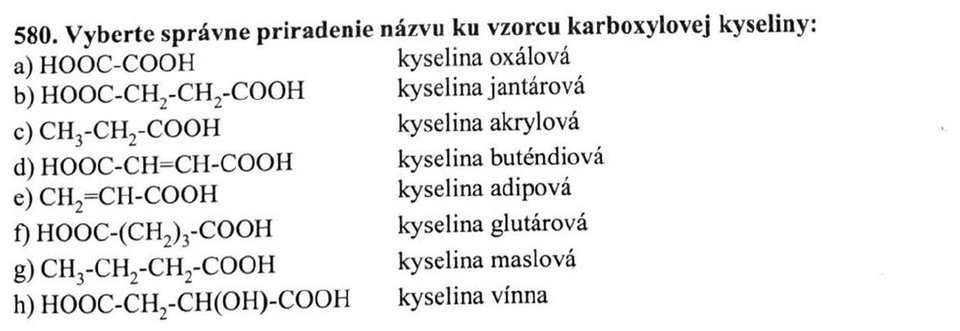 580. Vyberte správne priradenie názvu ku vzorcu karboxylovej kyseliny:
a) HOOC-COOH kyselina oxálová
b) HOOC-CH₂-CH₂-COOH kyselina jantárová
c) CH₃-CH₂-COOH kyselina akrylová
d) HOOC-CH=CH-COOH kyselina buténdiová
e) CH₂=CH-COOH kyselina adipová
f) HOOC-(CH₂)₃-COOH kyselina glutárová
g) CH₃-CH₂-CH₂-COOH kyselina maslová
h) HOOC-CH₂-CH(OH)-COOH kyselina vínna